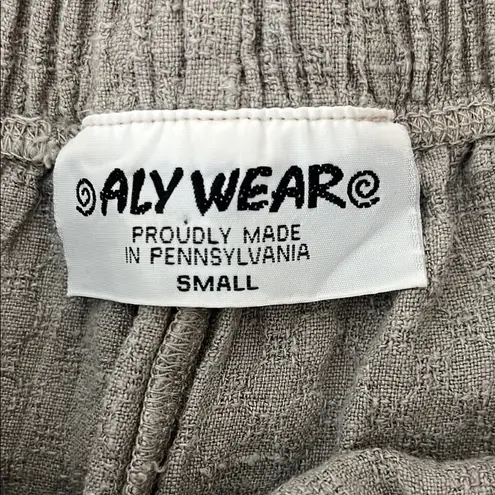 ALY WEAR
PROUDLY MADE
IN PENNSYLVANIA
SMALL